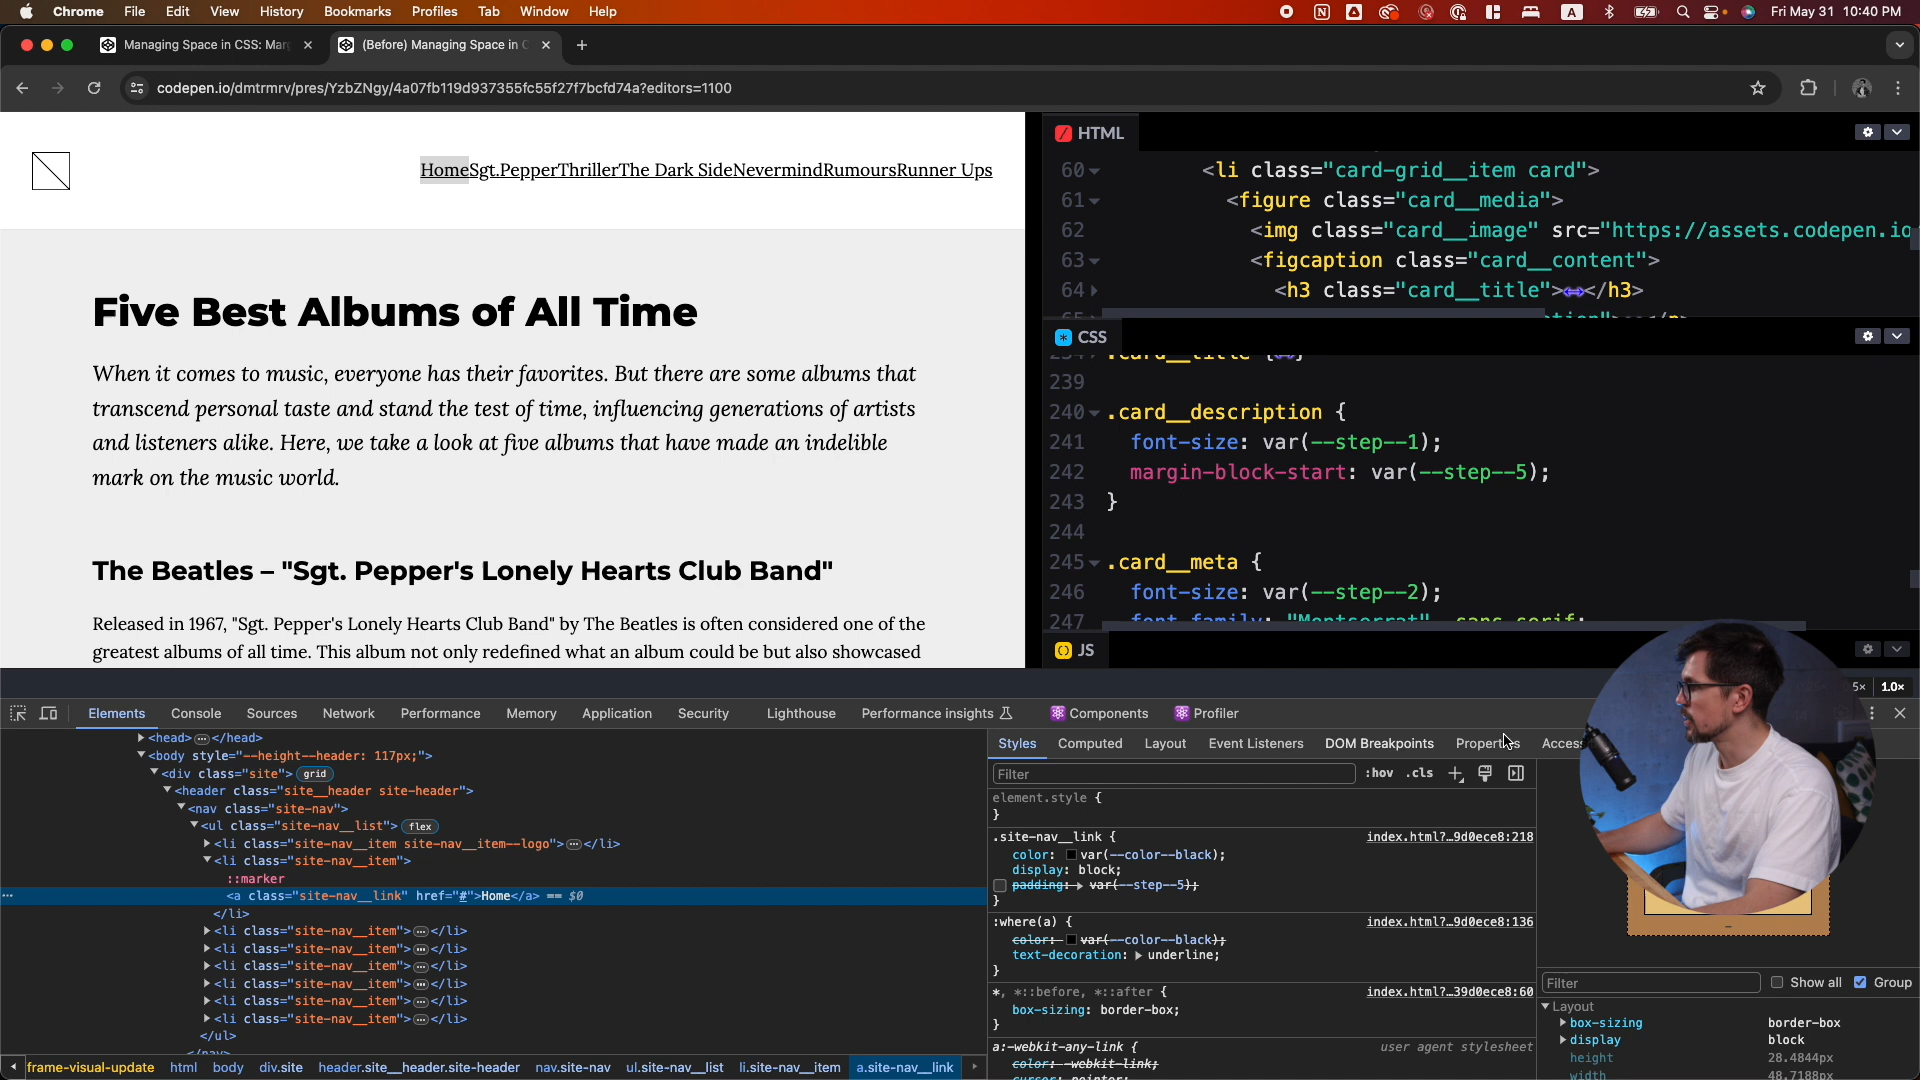 Chrome File Edit View History Bookmarks Profiles Tab Window Help
A Fri May 31 10:40 PM
Managing Space in CSS: Mar
(Before) Managing Space in C
codepen.io/dmtrmrv/pres/YzbZNgy/4a07fb119d937355fc55f27f7bcfd74a?editors=1100
HomeSgt.PepperThrillerThe Dark SideNevermindRumoursRunner Ups
Five Best Albums of All Time
When it comes to music, everyone has their favorites. But there are some albums that
transcend personal taste and stand the test of time, influencing generations of artists
and listeners alike. Here, we take a look at five albums that have made an indelible
mark on the music world.
The Beatles – "Sgt. Pepper's Lonely Hearts Club Band"
Released in 1967, "Sgt. Pepper's Lonely Hearts Club Band" by The Beatles is often considered one of the
greatest albums of all time. This album not only redefined what an album could be but also showcased
HTML
60 <li class="card-grid__item card">
61 <figure class="card__media">
62 <img class="card__image" src="https://assets.codepen.io
63 <figcaption class="card__content">
64 <h3 class="card__title"></h3>
CSS
239
240 .card__description {
241 font-size: var(--step--1);
242 margin-block-start: var(--step--5);
243 }
244
245 .card__meta {
246 font-size: var(--step--2);
247 font-family: "Montserrat", sans-serif;
JS
5× 1.0×
Elements Console Sources Network Performance Memory Application Security Lighthouse Performance insights Components Profiler
<head></head>
<body style="--height--header: 117px;">
<div class="site"> grid
<header class="site__header site-header">
<nav class="site-nav">
<ul class="site-nav__list"> flex
<li class="site-nav__item site-nav__item--logo"></li>
<li class="site-nav__item">
::marker
<a class="site-nav__link" href="#">Home</a> == $0
</li>
<li class="site-nav__item"></li>
<li class="site-nav__item"></li>
<li class="site-nav__item"></li>
<li class="site-nav__item"></li>
<li class="site-nav__item"></li>
<li class="site-nav__item"></li>
</ul>
</nav>
frame-visual-update html body div.site header.site__header.site-header nav.site-nav ul.site-nav__list li.site-nav__item a.site-nav__link
Styles Computed Layout Event Listeners DOM Breakpoints Properties Access
Filter :hov .cls
element.style {
}
.site-nav__link { index.html?…9d0ece8:218
color: var(--color--black);
display: block;
padding: var(--step--5);
}
:where(a) { index.html?…9d0ece8:136
color: var(--color--black);
text-decoration: underline;
}
*, *::before, *::after { index.html?…39d0ece8:60
box-sizing: border-box;
}
a:-webkit-any-link { user agent stylesheet
color: -webkit-link;
cursor: pointer;
–
Filter Show all Group
Layout
box-sizing border-box
display block
height 28.4844px
width 48.7188px